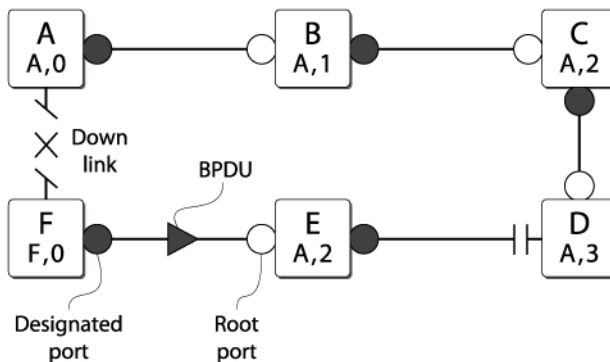 A
A,0
B
A,1
C
A,2
Down
link
BPDU
F
F,0
E
A,2
D
A,3
Designated
port
Root
port